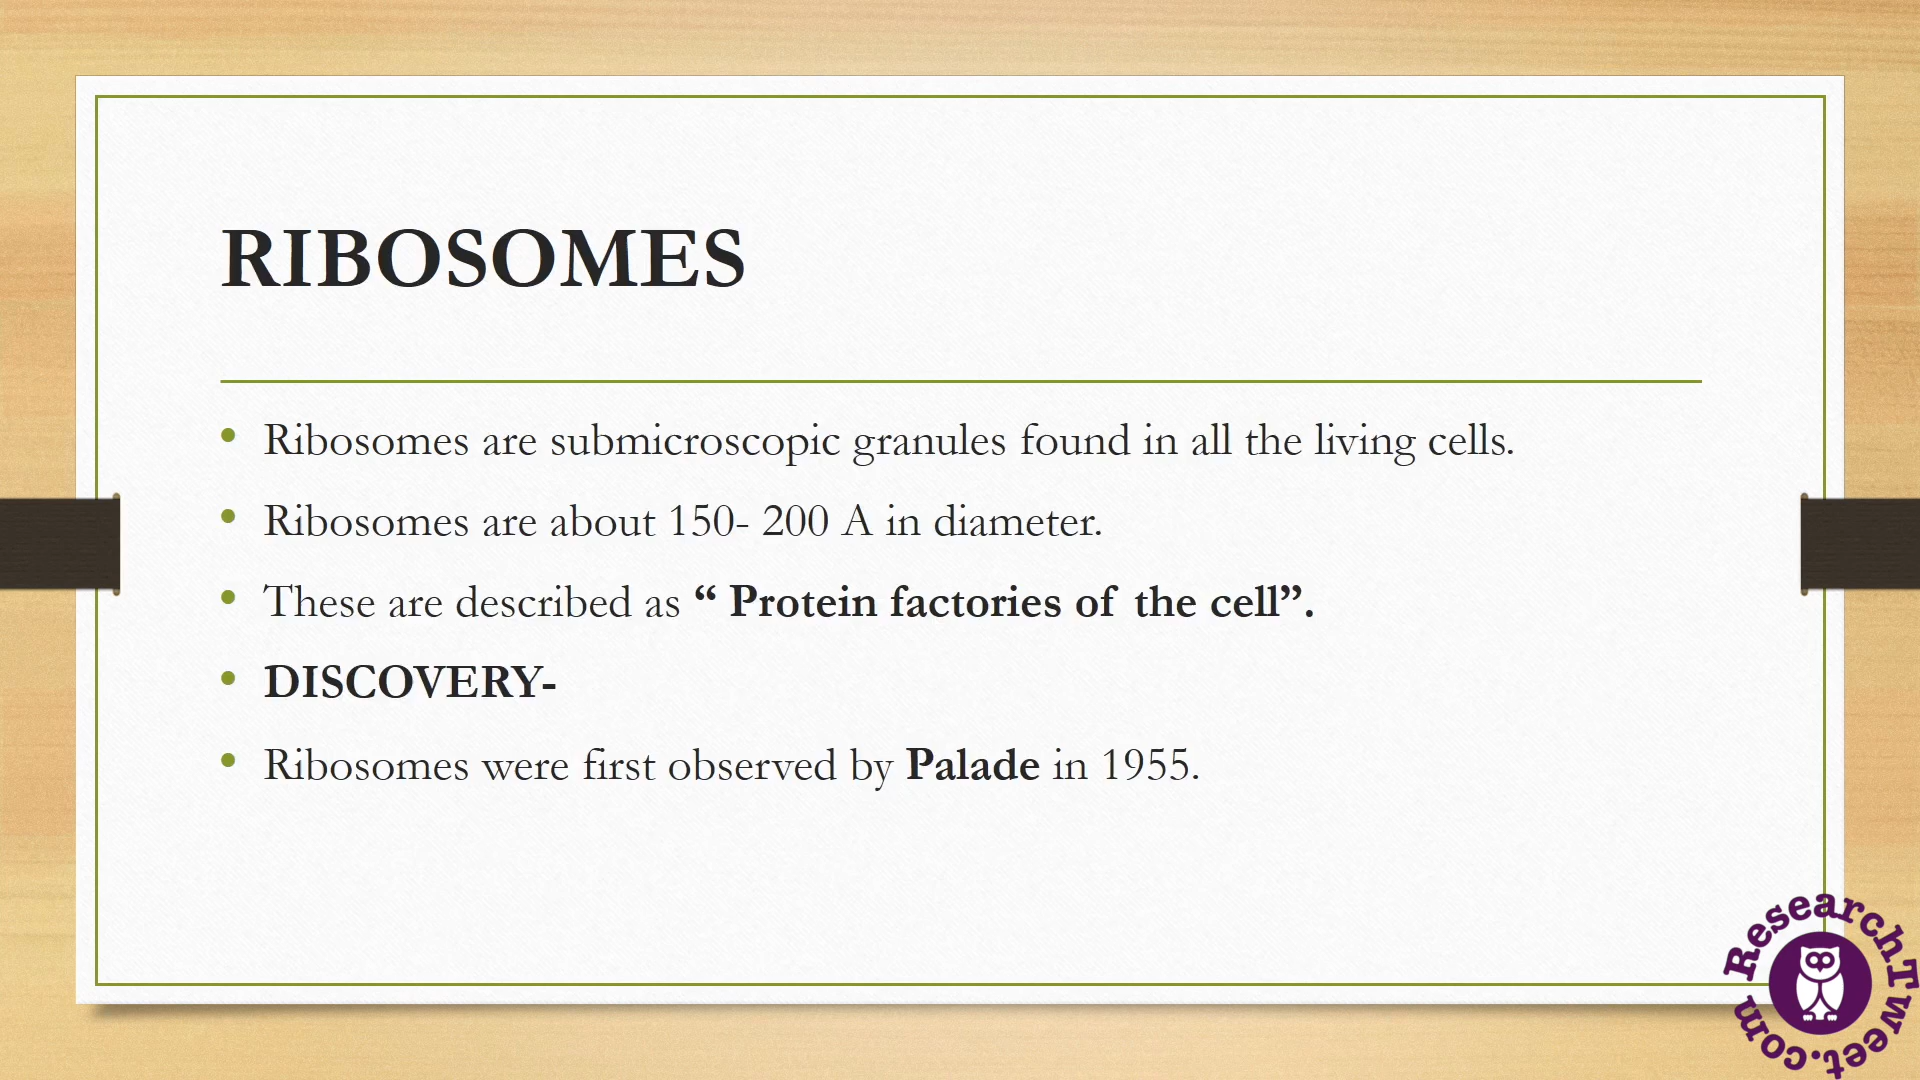 RIBOSOMES
• Ribosomes are submicroscopic granules found in all the living cells.
• Ribosomes are about 150- 200 A in diameter.
• These are described as “ Protein factories of the cell”.
• DISCOVERY-
• Ribosomes were first observed by Palade in 1955.
ResearchTweet.com